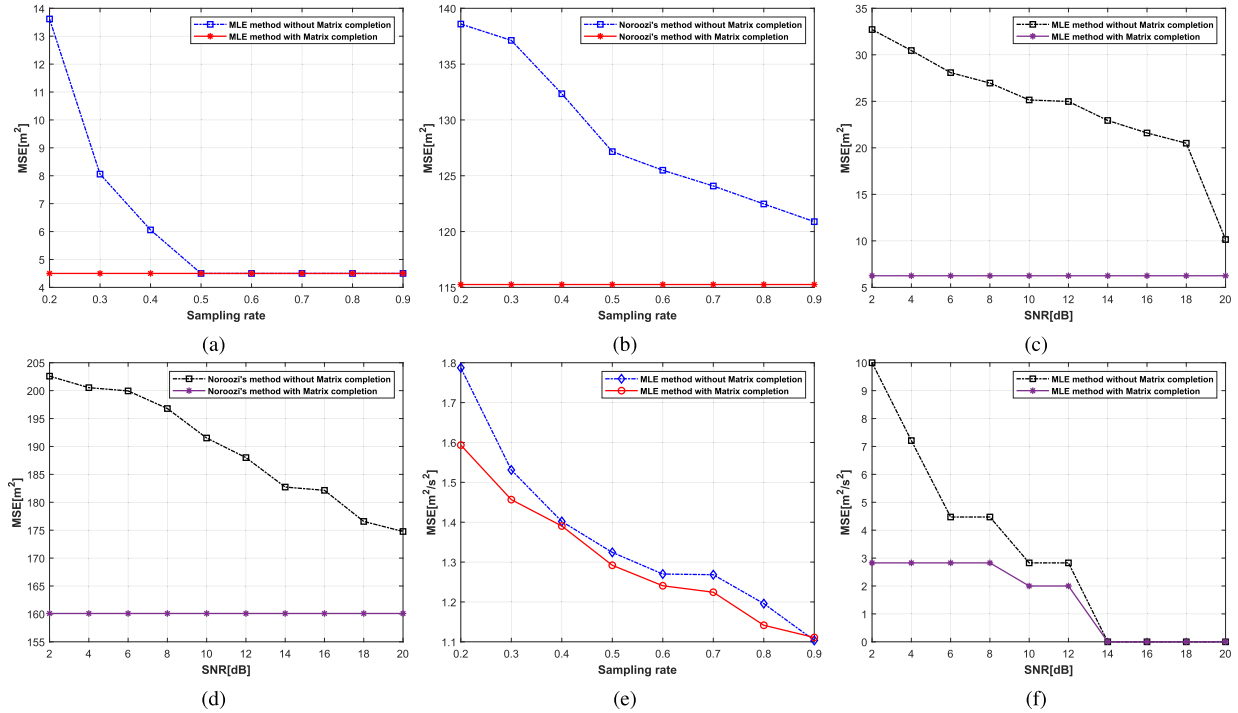 14
13
12
11
10
9
8
7
6
5
4
MSE[m²]
0.2 0.3 0.4 0.5 0.6 0.7 0.8 0.9
Sampling rate
MLE method without Matrix completion
MLE method with Matrix completion
(a)
140
135
130
125
120
115
MSE[m²]
0.2 0.3 0.4 0.5 0.6 0.7 0.8 0.9
Sampling rate
Noroozi's method without Matrix completion
Noroozi's method with Matrix completion
(b)
35
30
25
20
15
10
5
MSE[m²]
2 4 6 8 10 12 14 16 18 20
SNR[dB]
MLE method without Matrix completion
MLE method with Matrix completion
(c)
205
200
195
190
185
180
175
170
165
160
155
MSE[m²]
2 4 6 8 10 12 14 16 18 20
SNR[dB]
Noroozi's method without Matrix completion
Noroozi's method with Matrix completion
(d)
1.8
1.7
1.6
1.5
1.4
1.3
1.2
1.1
MSE[m²/s²]
0.2 0.3 0.4 0.5 0.6 0.7 0.8 0.9
Sampling rate
MLE method without Matrix completion
MLE method with Matrix completion
(e)
10
9
8
7
6
5
4
3
2
1
0
MSE[m²/s²]
2 4 6 8 10 12 14 16 18 20
SNR[dB]
MLE method without Matrix completion
MLE method with Matrix completion
(f)